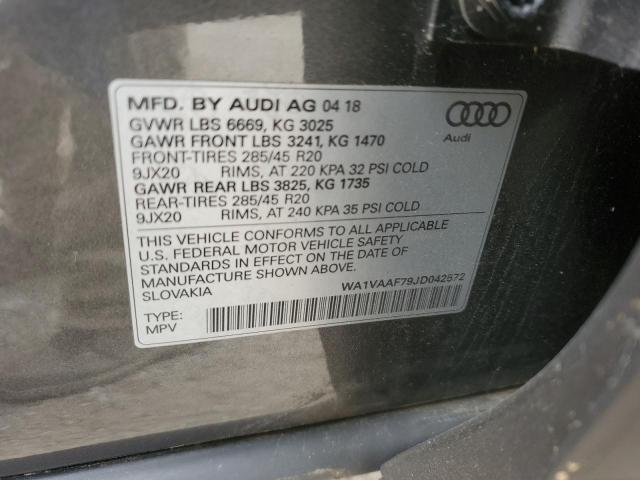 MFD. BY AUDI AG 04 18
GVWR LBS 6669, KG 3025
GAWR FRONT LBS 3241, KG 1470
FRONT-TIRES 285/45 R20
9JX20 RIMS, AT 220 KPA 32 PSI COLD
GAWR REAR LBS 3825, KG 1735
REAR-TIRES 285/45 R20
9JX20 RIMS, AT 240 KPA 35 PSI COLD
Audi
THIS VEHICLE CONFORMS TO ALL APPLICABLE
U.S. FEDERAL MOTOR VEHICLE SAFETY
STANDARDS IN EFFECT ON THE DATE OF
MANUFACTURE SHOWN ABOVE.
SLOVAKIA
WA1VAAF79JD042572
TYPE:
MPV